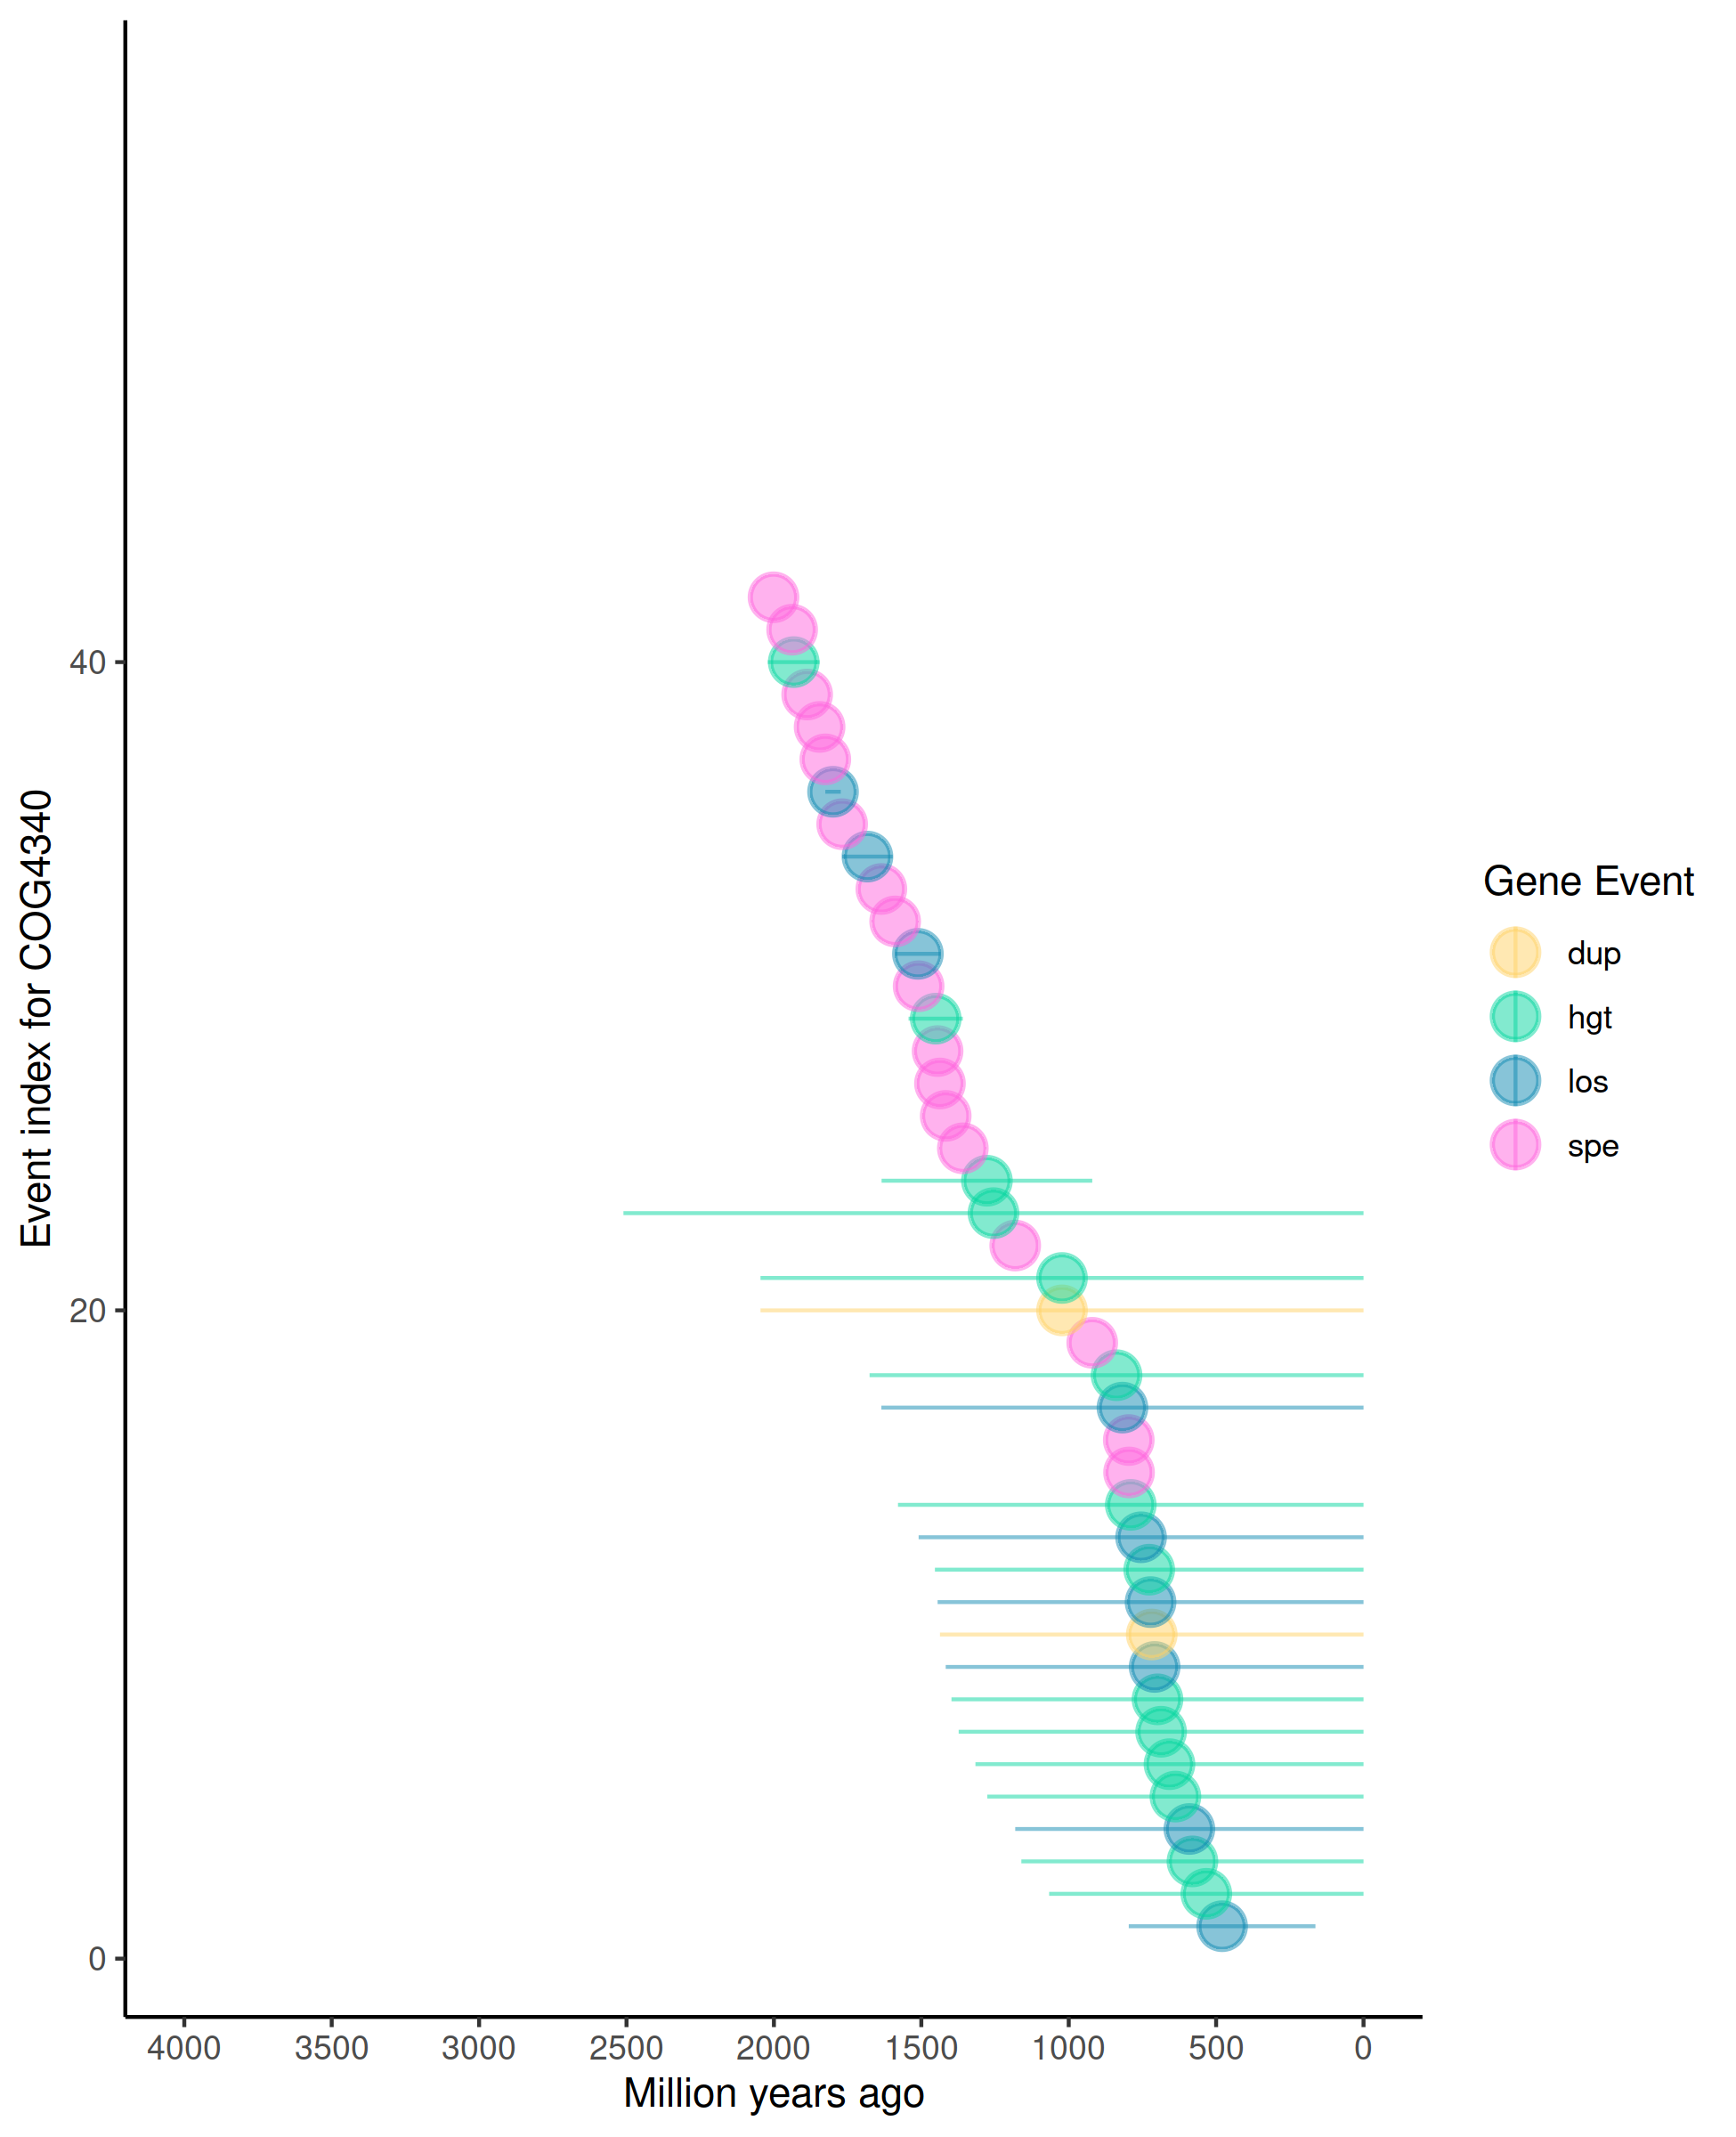 Event index for COG4340
40
20
0
4000 3500 3000 2500 2000 1500 1000 500 0
Million years ago
Gene Event
dup
hgt
los
spe